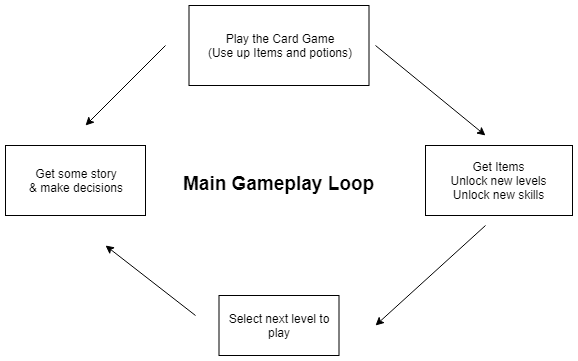 Play the Card Game
(Use up Items and potions)
Get some story
& make decisions
Main Gameplay Loop
Get Items
Unlock new levels
Unlock new skills
Select next level to
play